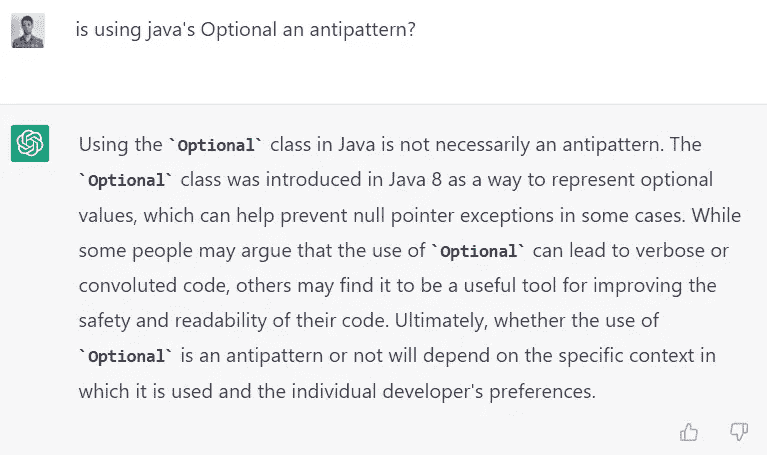 is using java's Optional an antipattern?
Using the `Optional` class in Java is not necessarily an antipattern. The
`Optional` class was introduced in Java 8 as a way to represent optional
values, which can help prevent null pointer exceptions in some cases. While
some people may argue that the use of `Optional` can lead to verbose or
convoluted code, others may find it to be a useful tool for improving the
safety and readability of their code. Ultimately, whether the use of
`Optional` is an antipattern or not will depend on the specific context in
which it is used and the individual developer's preferences.